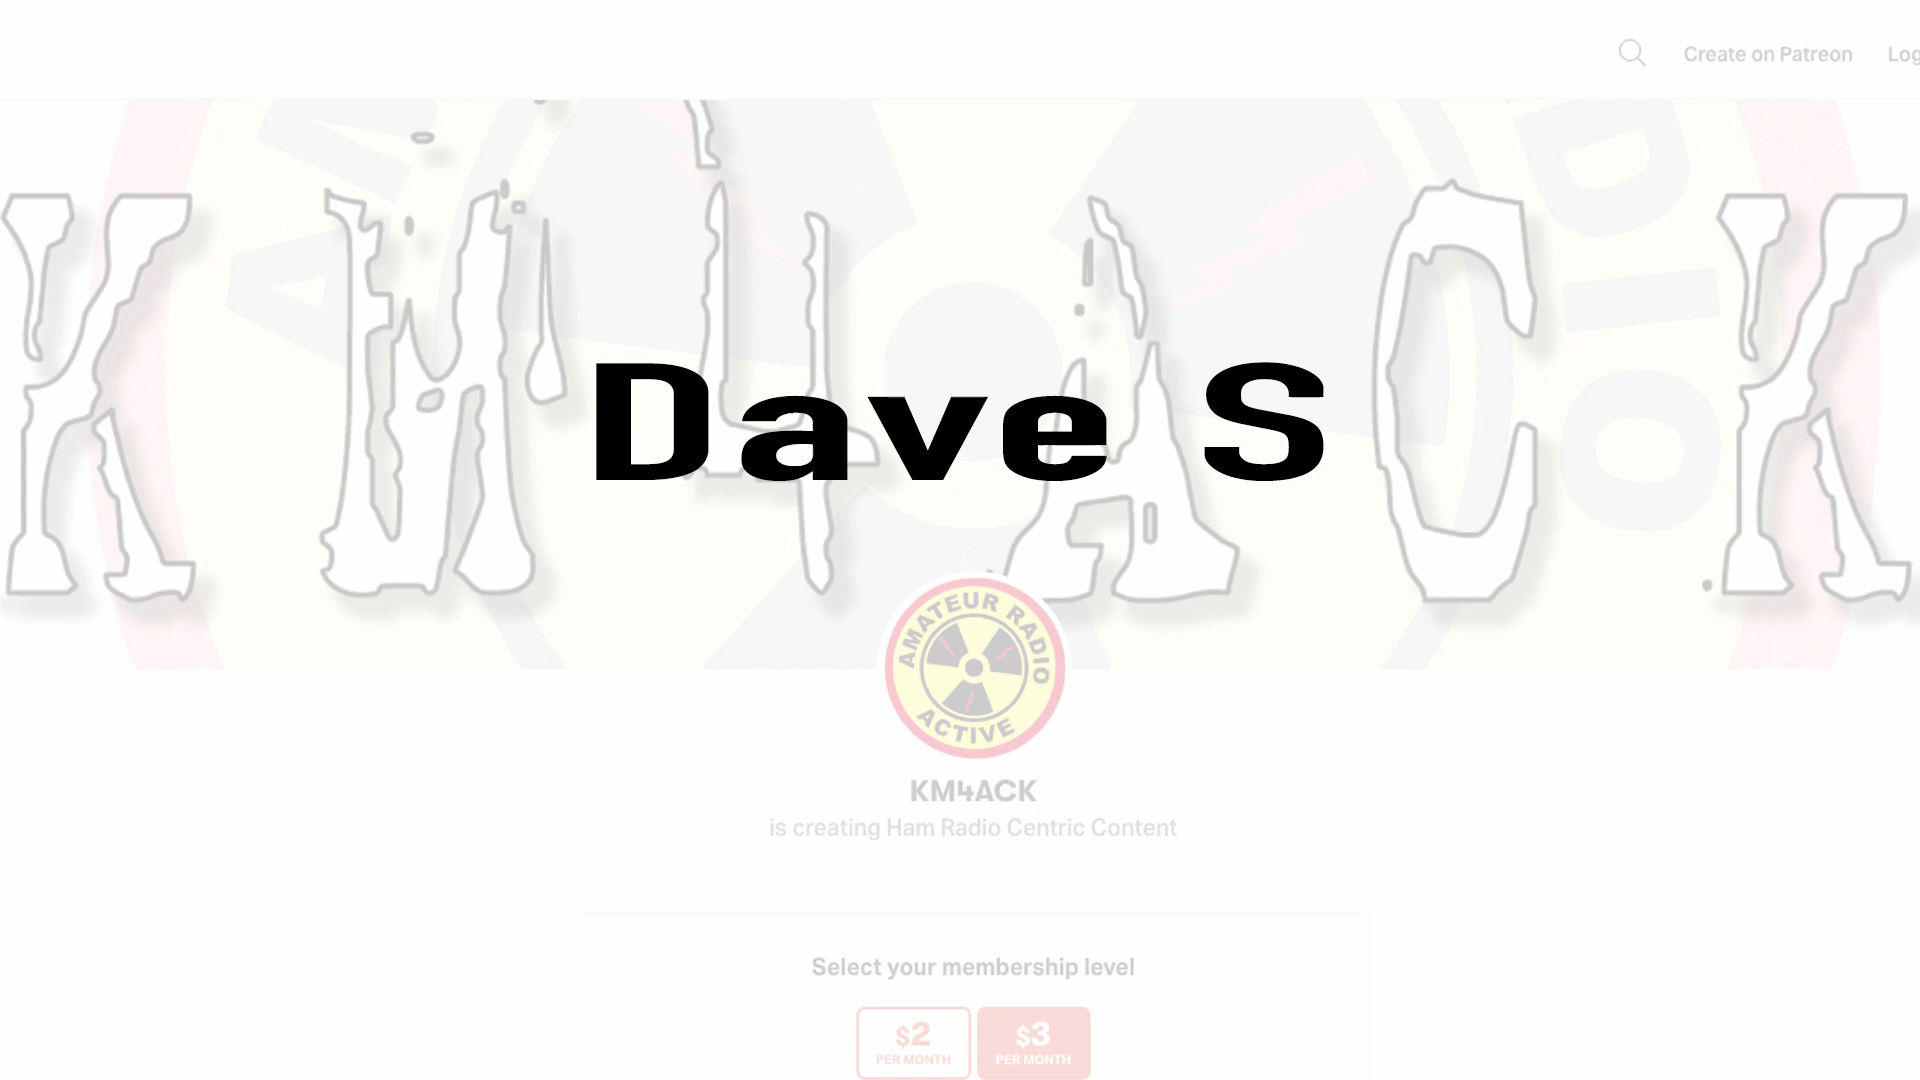 Create on Patreon Log
KM4ACK
Dave S
AMATEUR RADIO
ACTIVE
KM4ACK
is creating Ham Radio Centric Content
Select your membership level
$2 $3
PER MONTH PER MONTH